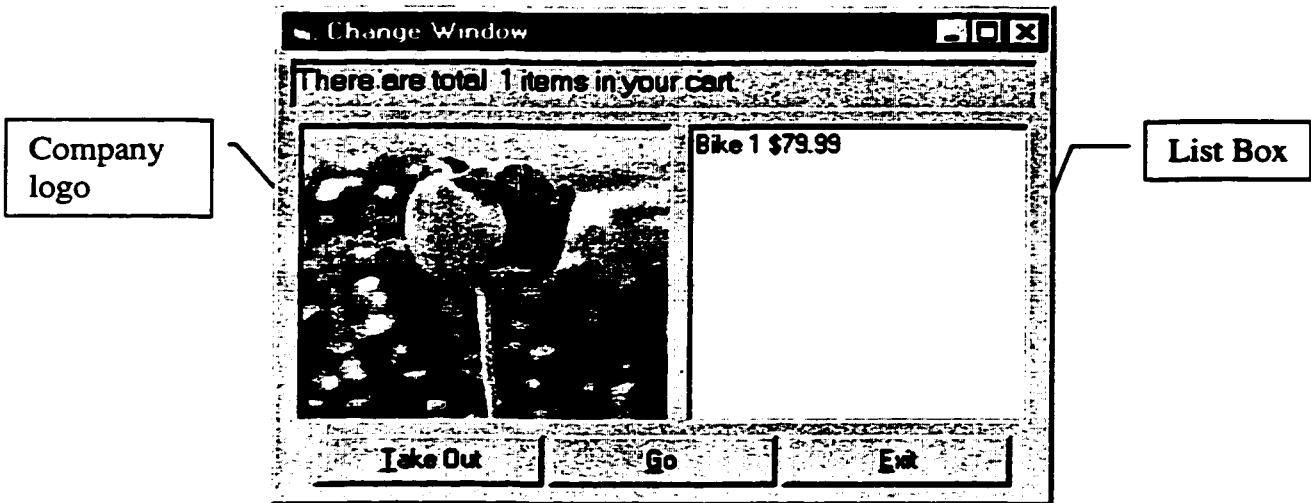 Change Window
There are total 1 items in your cart.
Company
logo
Bike 1 $79.99
List Box
Take Out
Go
Exit